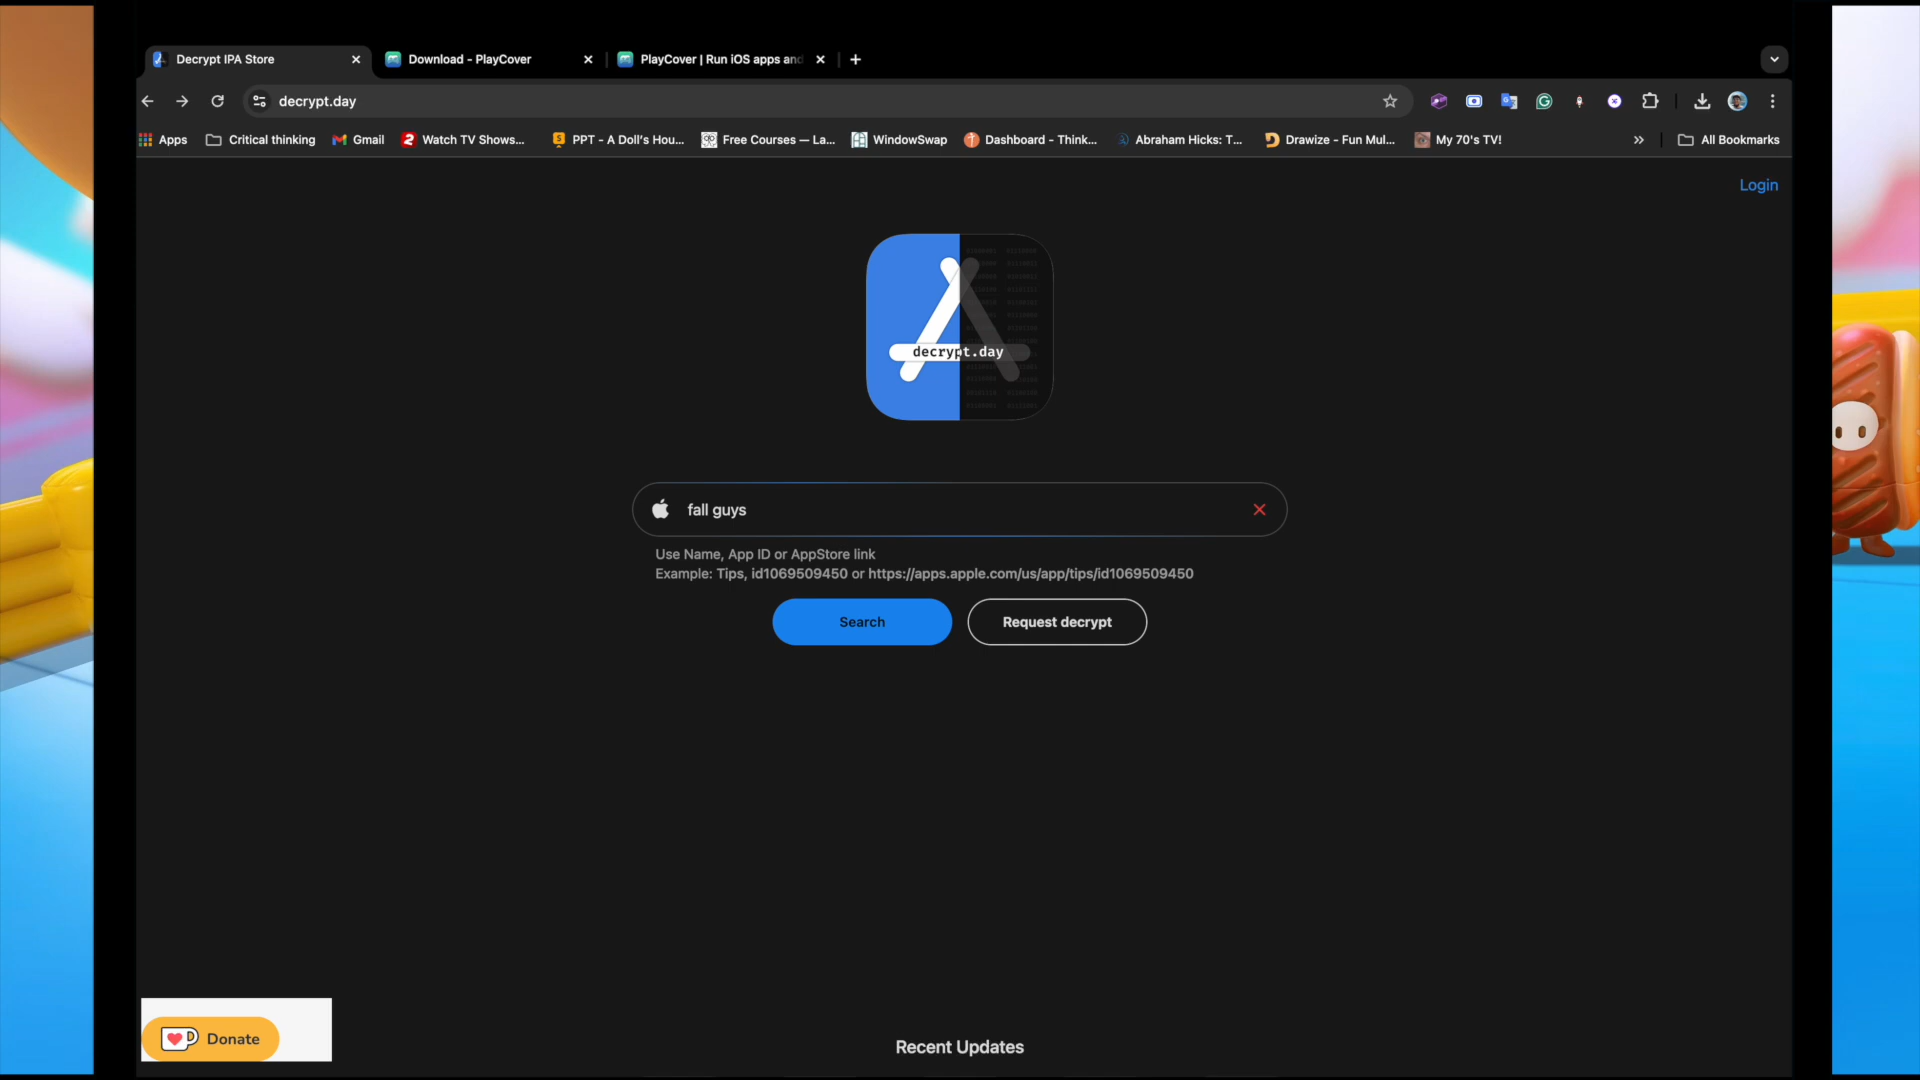 Decrypt IPA Store
Download - PlayCover
PlayCover | Run iOS apps and
decrypt.day
Apps
Critical thinking
Gmail
Watch TV Shows...
PPT - A Doll's Hou...
Free Courses — La...
WindowSwap
Dashboard - Think...
Abraham Hicks: T...
Drawize - Fun Mul...
My 70's TV!
All Bookmarks
Login
decrypt.day
fall guys
Use Name, App ID or AppStore link
Example: Tips, id1069509450 or https://apps.apple.com/us/app/tips/id1069509450
Search
Request decrypt
Donate
Recent Updates